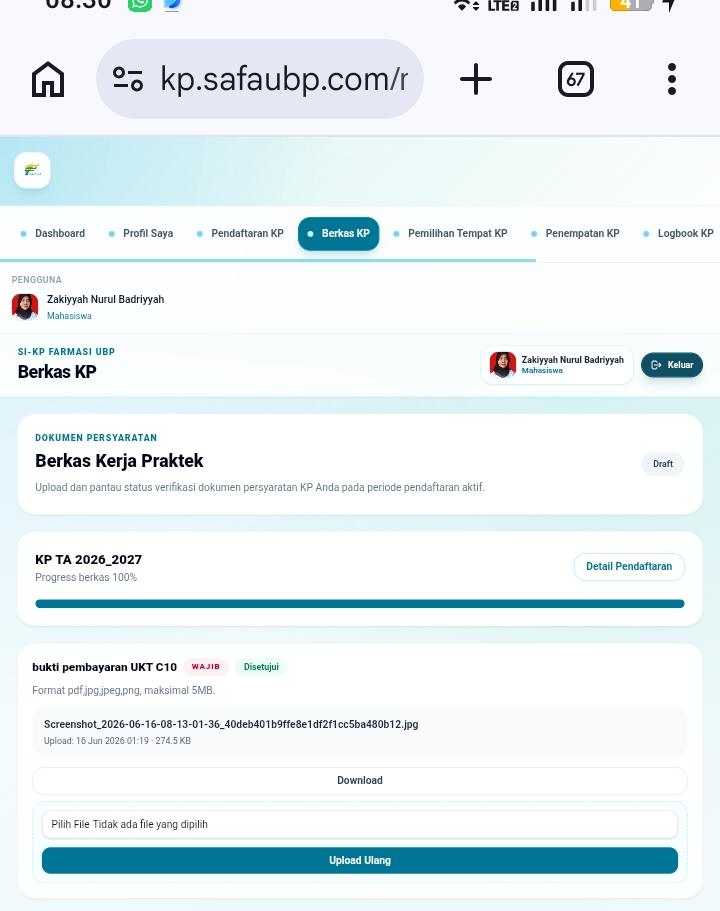 08:30
LTE2
41
kp.safaubp.com/r
67
Dashboard
Profil Saya
Pendaftaran KP
Berkas KP
Pemilihan Tempat KP
Penempatan KP
Logbook KP
PENGGUNA
Zakiyyah Nurul Badriyyah
Mahasiswa
SI-KP FARMASI UBP
Berkas KP
Zakiyyah Nurul Badriyyah
Mahasiswa
Keluar
DOKUMEN PERSYARATAN
Berkas Kerja Praktek
Draft
Upload dan pantau status verifikasi dokumen persyaratan KP Anda pada periode pendaftaran aktif.
KP TA 2026_2027
Progress berkas 100%
Detail Pendaftaran
bukti pembayaran UKT C10 WAJIB Disetujui
Format pdf,jpg,jpeg,png, maksimal 5MB.
Screenshot_2026-06-16-08-13-01-36_40deb401b9ffe8e1df2f1cc5ba480b12.jpg
Upload: 16 Jun 2026 01:19 · 274.5 KB
Download
Pilih File Tidak ada file yang dipilih
Upload Ulang